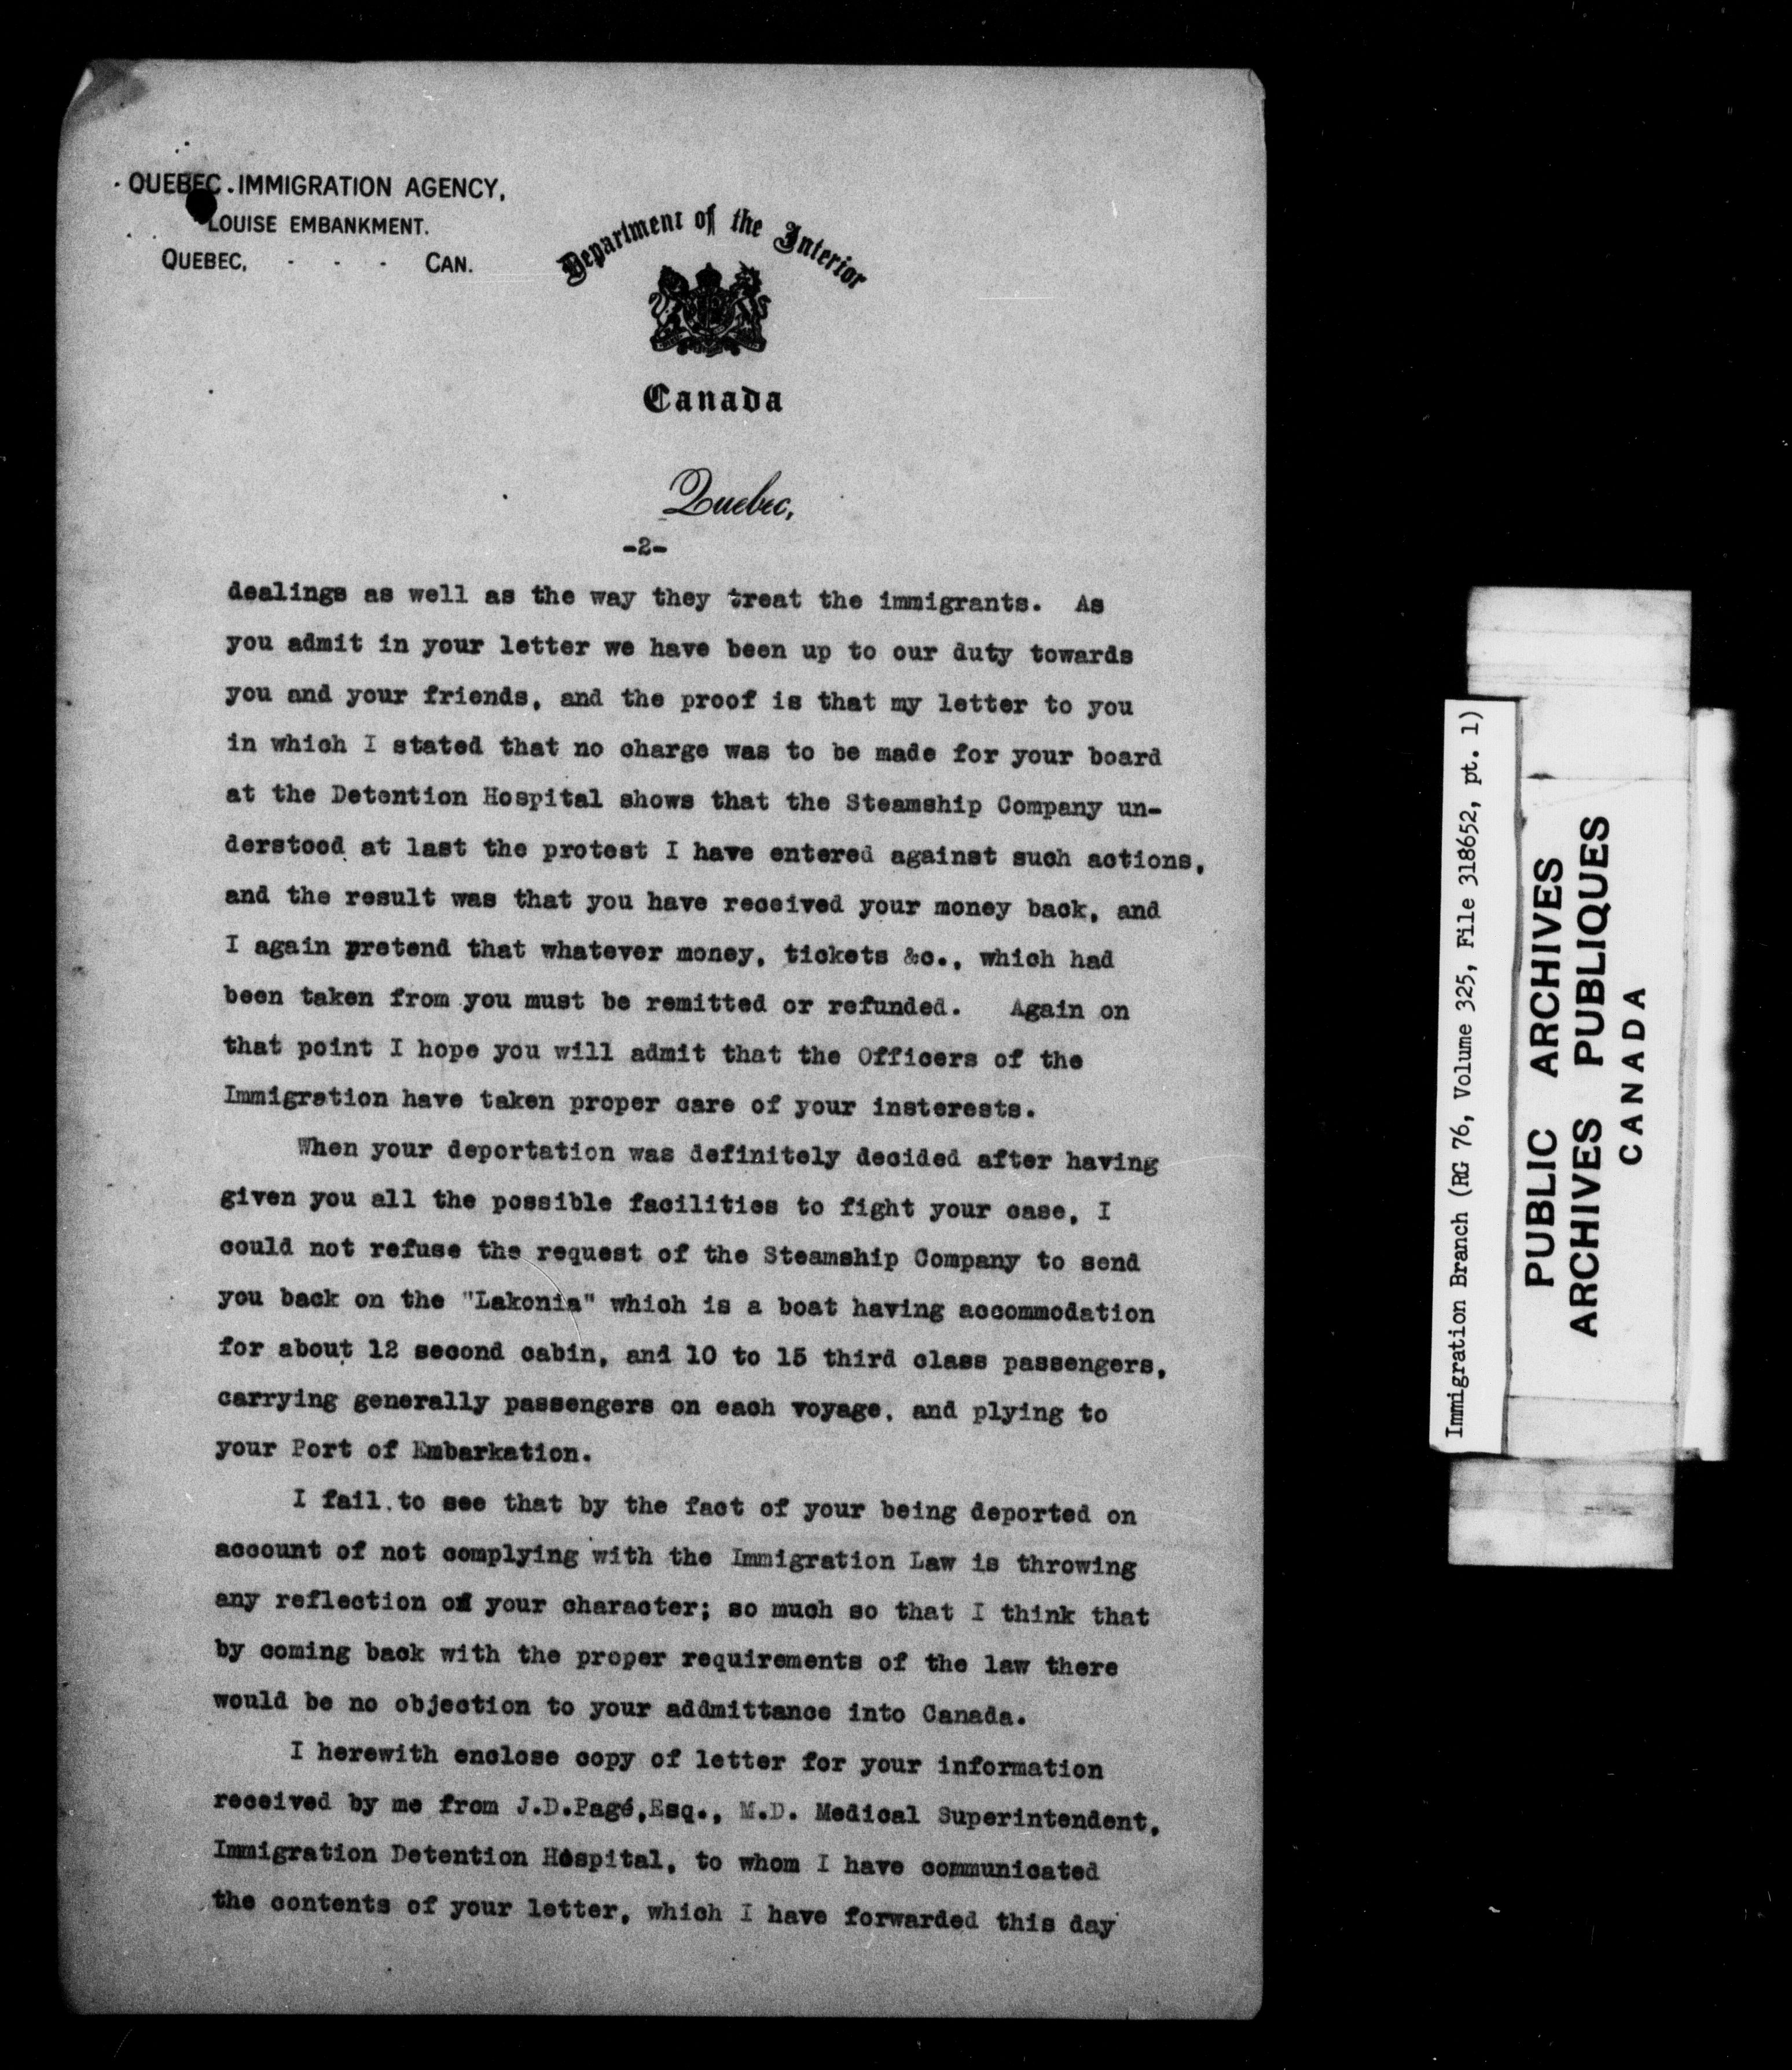 QUEBEC IMMIGRATION AGENCY,
LOUISE EMBANKMENT.
QUEBEC, - - - CAN.
Department of the Interior
Canada
Quebec,
-2-
dealings as well as the way they treat the immigrants. As
you admit in your letter we have been up to our duty towards
you and your friends, and the proof is that my letter to you
in which I stated that no charge was to be made for your board
at the Detention Hospital shows that the Steamship Company un-
derstood at last the protest I have entered against such actions,
and the result was that you have received your money back, and
I again pretend that whatever money, tickets &c., which had
been taken from you must be remitted or refunded. Again on
that point I hope you will admit that the Officers of the
Immigration have taken proper care of your insterests.
When your deportation was definitely decided after having
given you all the possible facilities to fight your case, I
could not refuse the request of the Steamship Company to send
you back on the "Lakonia" which is a boat having accommodation
for about 12 second cabin, and 10 to 15 third class passengers,
carrying generally passengers on each voyage, and plying to
your Port of Embarkation.
I fail to see that by the fact of your being deported on
account of not complying with the Immigration Law is throwing
any reflection on your character; so much so that I think that
by coming back with the proper requirements of the law there
would be no objection to your addmittance into Canada.
I herewith enclose copy of letter for your information
received by me from J.D.Pagé,Esq., M.D. Medical Superintendent,
Immigration Detention Hospital, to whom I have communicated
the contents of your letter, which I have forwarded this day
Immigration Branch (RG 76, Volume 325, File 318652, pt. 1)
PUBLIC ARCHIVES
ARCHIVES PUBLIQUES
CANADA